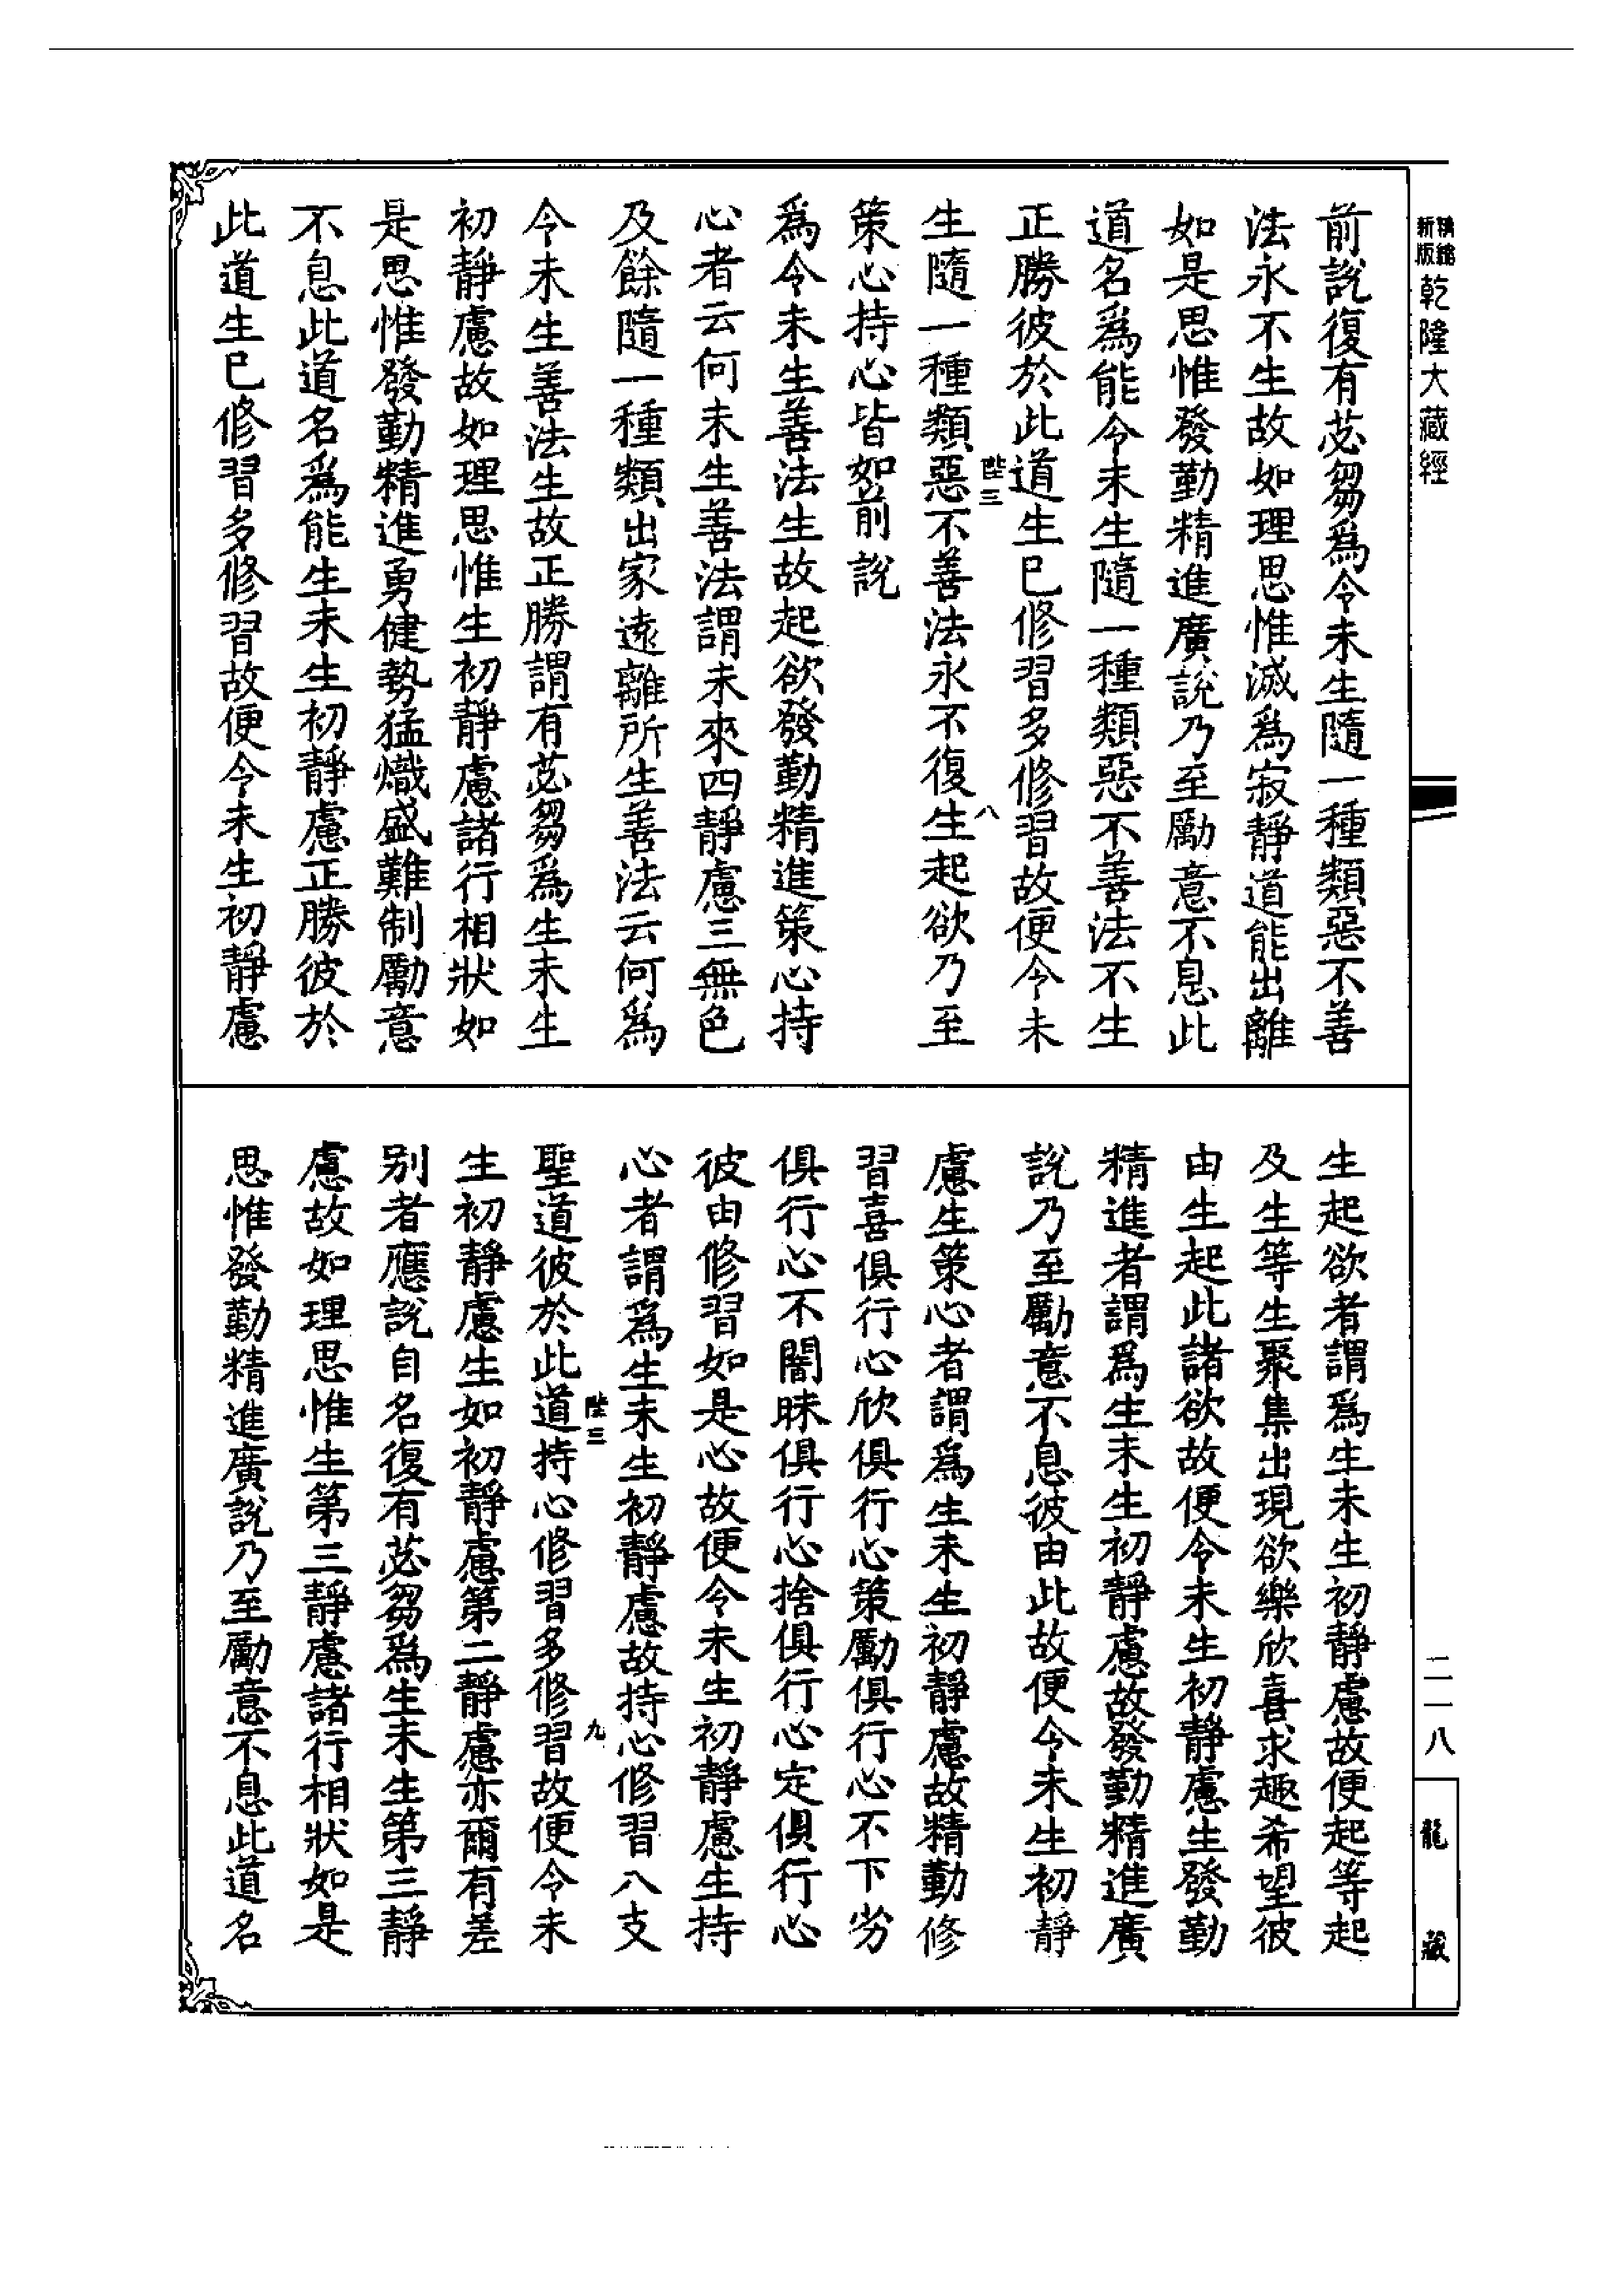 新版精縮乾隆大藏經
前說復有苾芻爲令未生隨一種類惡不善
法永不生故如理思惟滅爲寂靜道能出離
如是思惟發勤精進廣說乃至勵意不息此
道名爲能令未生隨一種類惡不善法不生
正勝彼於此道生已修習多修習故便令未
陛三
八
生隨一種類惡不善法永不復生起欲乃至
策心持心皆如前說
爲令未生善法生故起欲發勤精進策心持
心者云何未生善法謂未來四靜慮三無色
及餘隨一種類出家遠離所生善法云何爲
令未生善法生故正勝謂有苾芻爲生未生
初靜慮故如理思惟生初靜慮諸行相狀如
是思惟發勤精進勇健勢猛熾盛難制勵意
不息此道名爲能生未生初靜慮正勝彼於
此道生已修習多修習故便令未生初靜慮
生起欲者謂爲生未生初靜慮故便起等起
及生等生聚集出現欲樂欣喜求趣希望彼
由生起此諸欲故便令未生初靜慮生發勤
精進者謂爲生未生初靜慮故發勤精進廣
說乃至勵意不息彼由此故便令未生初靜
慮生策心者謂爲生未生初靜慮故精勤修
習喜俱行心欣俱行心策勵俱行心不下劣
俱行心不闇昧俱行心捨俱行心定俱行心
彼由修習如是心故便令未生初靜慮生持
心者謂爲生未生初靜慮故持心修習八支
陛三
九
聖道彼於此道持心修習多修習故便令未
生初靜慮生如初靜慮第二靜慮亦爾有差
別者應說自名復有苾芻爲生未生第三靜
慮故如理思惟生第三靜慮諸行相狀如是
思惟發勤精進廣說乃至勵意不息此道名
二一八
龍藏